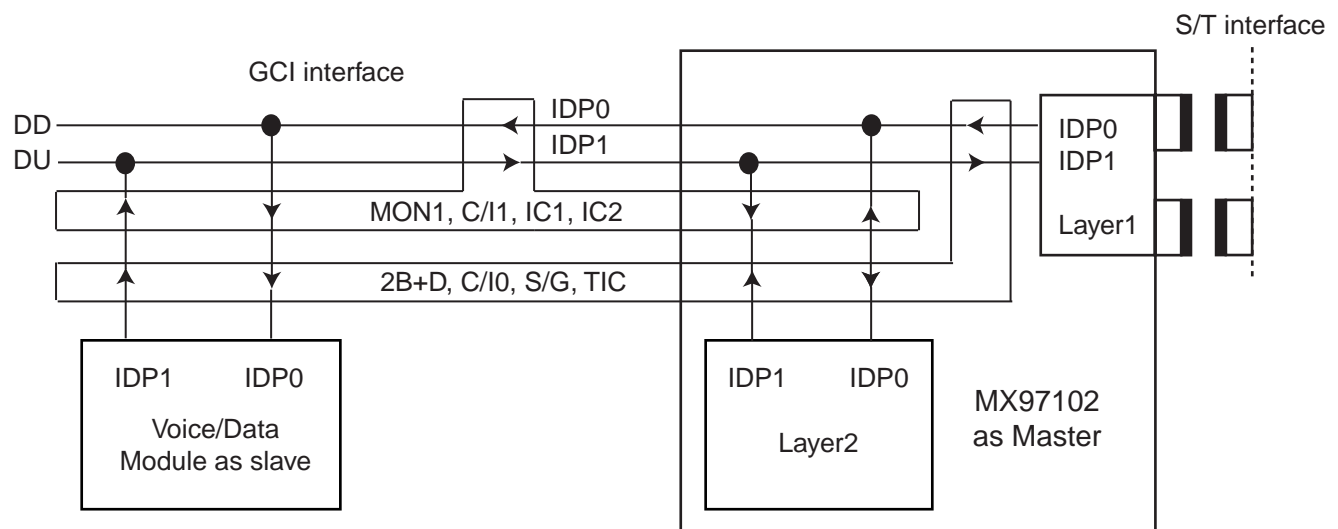 S/T interface
GCI interface
DD
IDP0
IDP0
DU
IDP1
IDP1
MON1, C/I1, IC1, IC2
Layer1
2B+D, C/I0, S/G, TIC
IDP1 IDP0
Voice/Data
Module as slave
IDP1 IDP0
Layer2
MX97102
as Master